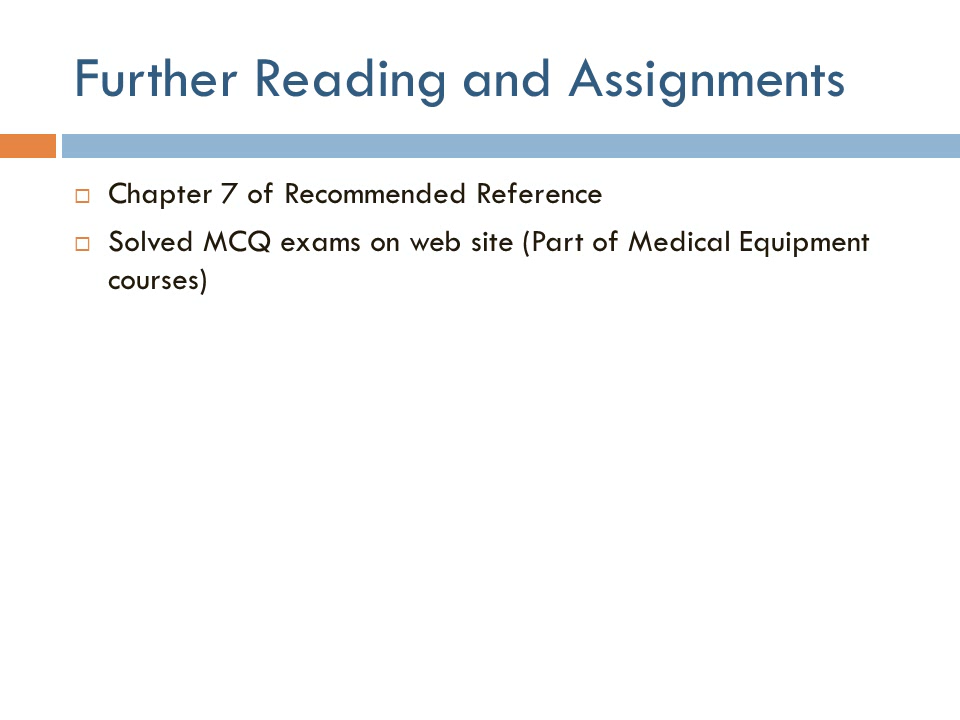 Further Reading and Assignments
Chapter 7 of Recommended Reference
Solved MCQ exams on web site (Part of Medical Equipment
courses)